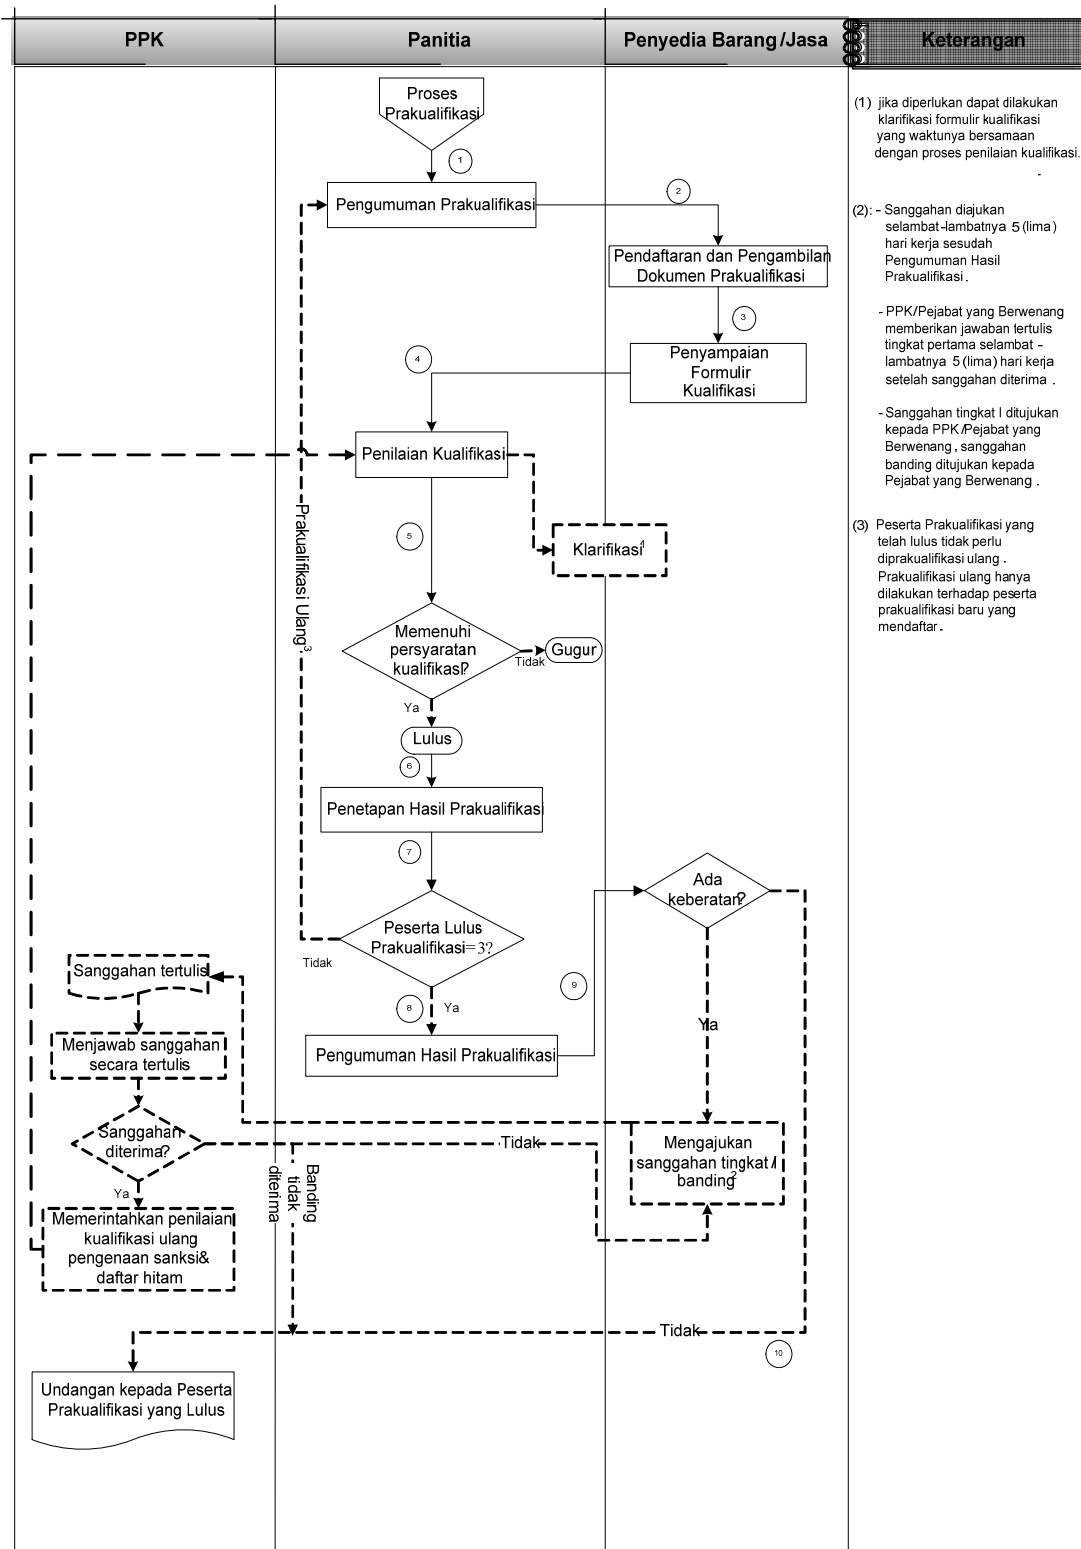 PPK
Panitia
Penyedia Barang/Jasa
Keterangan
Proses
Prakualifikasi
1
Pengumuman Prakualifikasi
2
Pendaftaran dan Pengambilan
Dokumen Prakualifikasi
3
Penyampaian
Formulir
Kualifikasi
4
Penilaian Kualifikasi
Prakualifikasi Ulang3
5
Klarifikasi1
Memenuhi
persyaratan
kualifikasi?
Tidak
Gugur
Ya
Lulus
6
Penetapan Hasil Prakualifikasi
7
Peserta Lulus
Prakualifikasi=3?
Tidak
8
Ya
Pengumuman Hasil Prakualifikasi
9
Ada
keberatan?
Ya
Sanggahan tertulis
Menjawab sanggahan
secara tertulis
Sanggahan
diterima?
Tidak
Mengajukan
sanggahan tingkat I/
banding2
Ya
Banding
tidak
diterima
Memerintahkan penilaian
kualifikasi ulang
pengenaan sanksi&
daftar hitam
Tidak
10
Undangan kepada Peserta
Prakualifikasi yang Lulus
(1) jika diperlukan dapat dilakukan
klarifikasi formulir kualifikasi
yang waktunya bersamaan
dengan proses penilaian kualifikasi.
(2): - Sanggahan diajukan
selambat-lambatnya 5 (lima)
hari kerja sesudah
Pengumuman Hasil
Prakualifikasi.
- PPK/Pejabat yang Berwenang
memberikan jawaban tertulis
tingkat pertama selambat -
lambatnya 5 (lima) hari kerja
setelah sanggahan diterima .
- Sanggahan tingkat I ditujukan
kepada PPK/Pejabat yang
Berwenang, sanggahan
banding ditujukan kepada
Pejabat yang Berwenang .
(3) Peserta Prakualifikasi yang
telah lulus tidak perlu
diprakualifikasi ulang .
Prakualifikasi ulang hanya
dilakukan terhadap peserta
prakualifikasi baru yang
mendaftar.